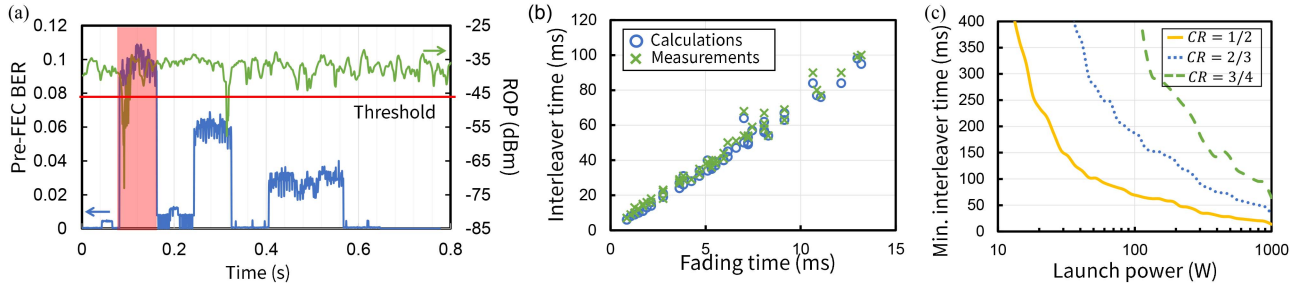 (a)
0.12
0.1
0.08
0.06
0.04
0.02
0
Pre-FEC BER
-25
-35
-45
-55
-65
-75
-85
ROP (dBm)
Threshold
0
0.2
0.4
0.6
0.8
Time (s)
(b)
120
100
80
60
40
20
0
Interleaver time (ms)
Calculations
Measurements
0
5
10
15
Fading time (ms)
(c)
400
350
300
250
200
150
100
50
0
Min. interleaver time (ms)
CR = 1/2
CR = 2/3
CR = 3/4
10
100
1000
Launch power (W)